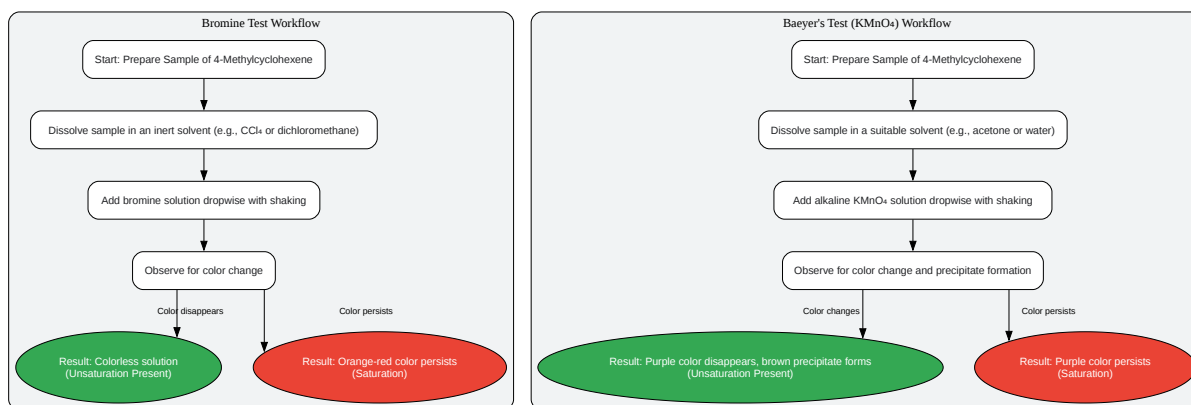 Bromine Test Workflow
Start: Prepare Sample of 4-Methylcyclohexene
Dissolve sample in an inert solvent (e.g., CCl₄ or dichloromethane)
Add bromine solution dropwise with shaking
Observe for color change
Color disappears
Color persists
Result: Colorless solution
(Unsaturation Present)
Result: Orange-red color persists
(Saturation)
Baeyer's Test (KMnO₄) Workflow
Start: Prepare Sample of 4-Methylcyclohexene
Dissolve sample in a suitable solvent (e.g., acetone or water)
Add alkaline KMnO₄ solution dropwise with shaking
Observe for color change and precipitate formation
Color changes
Color persists
Result: Purple color disappears, brown precipitate forms
(Unsaturation Present)
Result: Purple color persists
(Saturation)